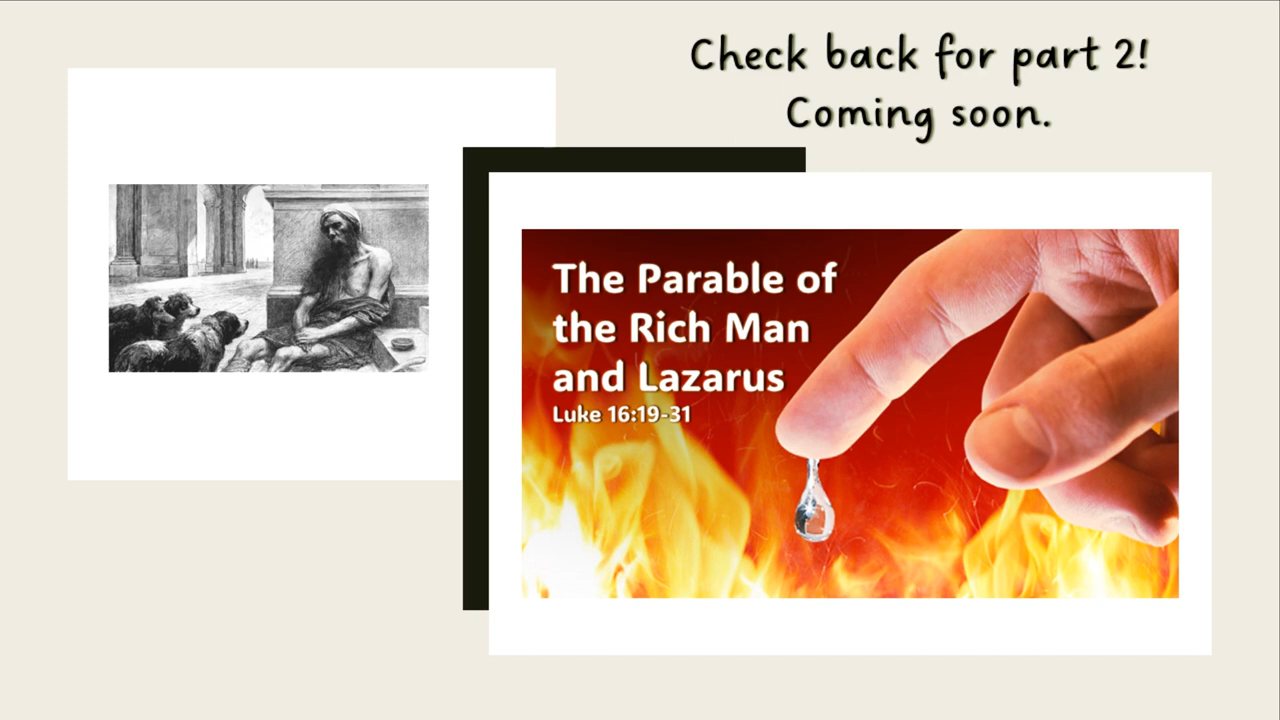 Check back for part 2!
Coming soon.
The Parable of
the Rich Man
and Lazarus
Luke 16:19-31